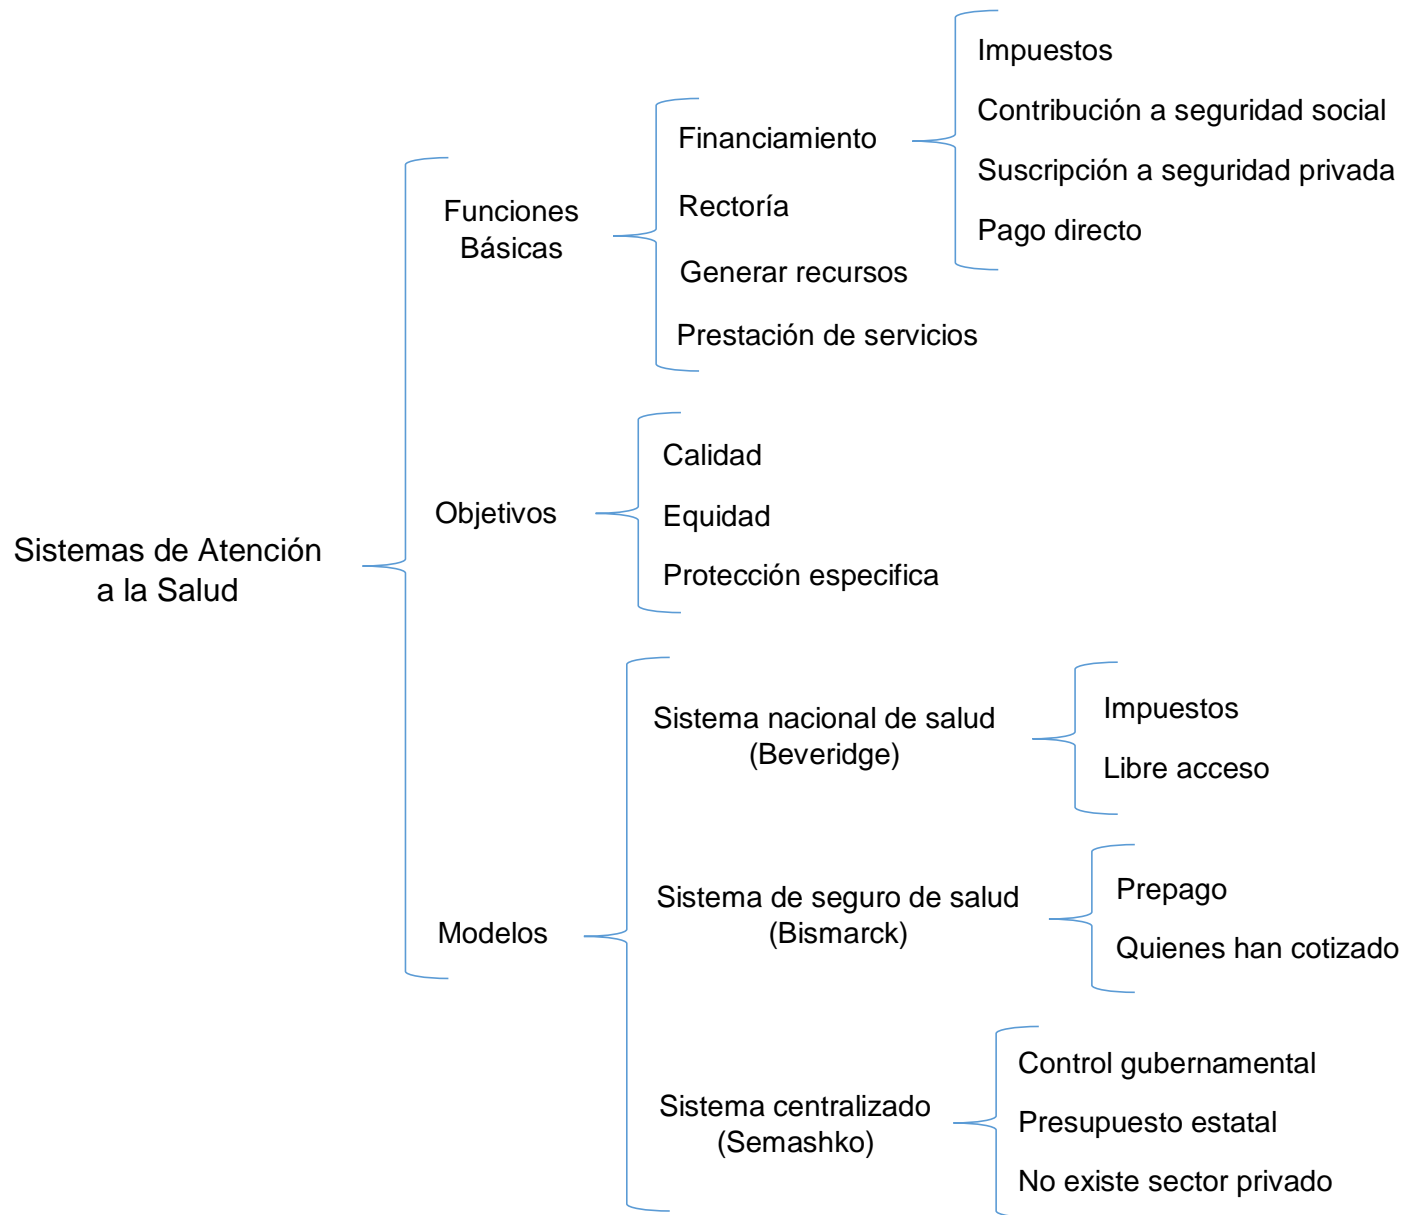 Sistemas de Atención
a la Salud
Funciones
Básicas
Financiamiento
Impuestos
Contribución a seguridad social
Suscripción a seguridad privada
Pago directo
Rectoría
Generar recursos
Prestación de servicios
Objetivos
Calidad
Equidad
Protección especifica
Modelos
Sistema nacional de salud
(Beveridge)
Impuestos
Libre acceso
Sistema de seguro de salud
(Bismarck)
Prepago
Quienes han cotizado
Sistema centralizado
(Semashko)
Control gubernamental
Presupuesto estatal
No existe sector privado